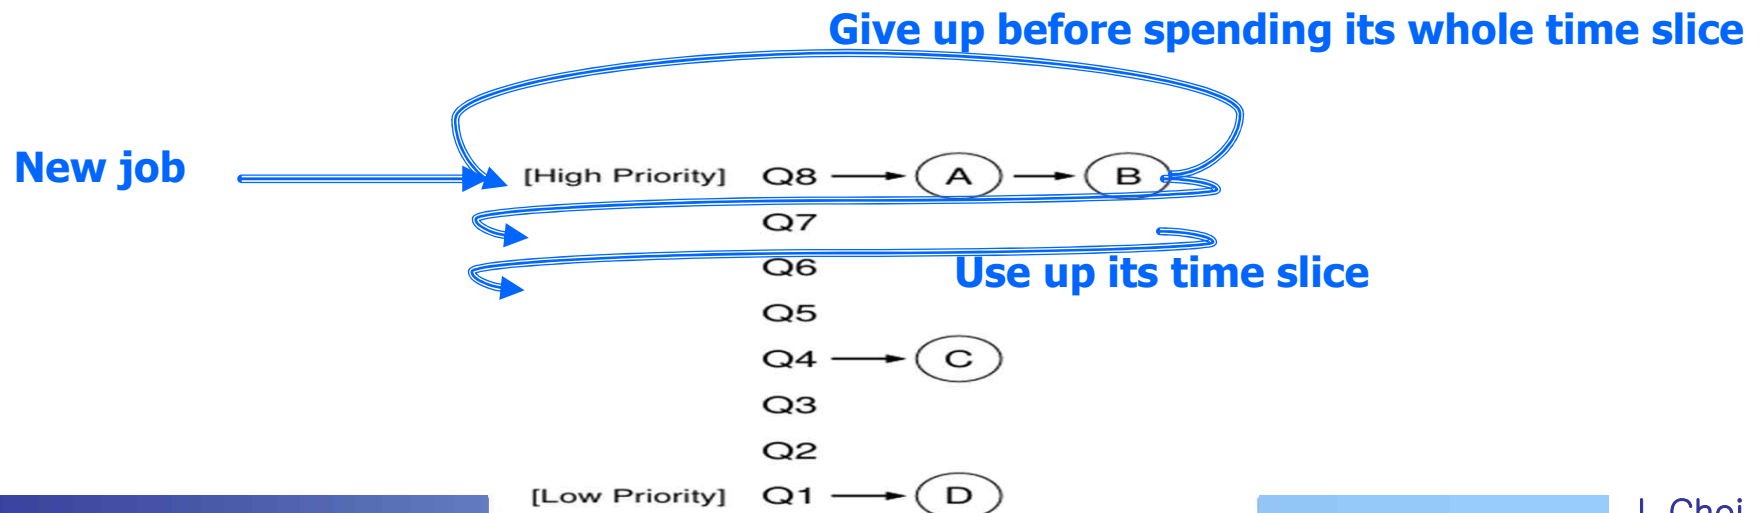 Give up before spending its whole time slice
New job
[High Priority] Q8 A B
Q7
Q6
Use up its time slice
Q5
Q4 C
Q3
Q2
[Low Priority] Q1 D
J. Choi